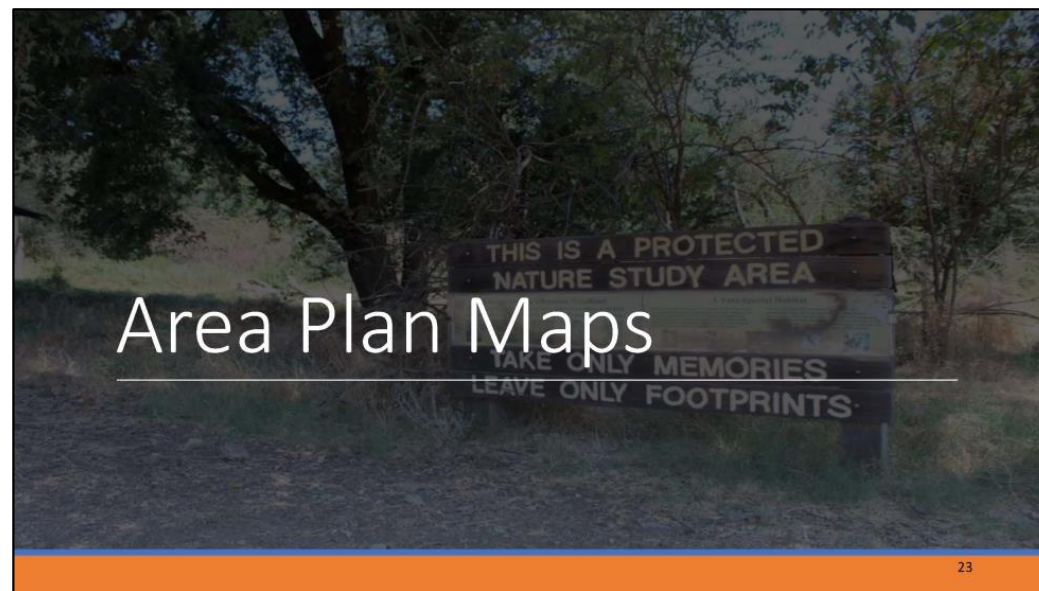 THIS IS A PROTECTED
NATURE STUDY AREA
Area Plan Maps
TAKE ONLY MEMORIES
LEAVE ONLY FOOTPRINTS
23